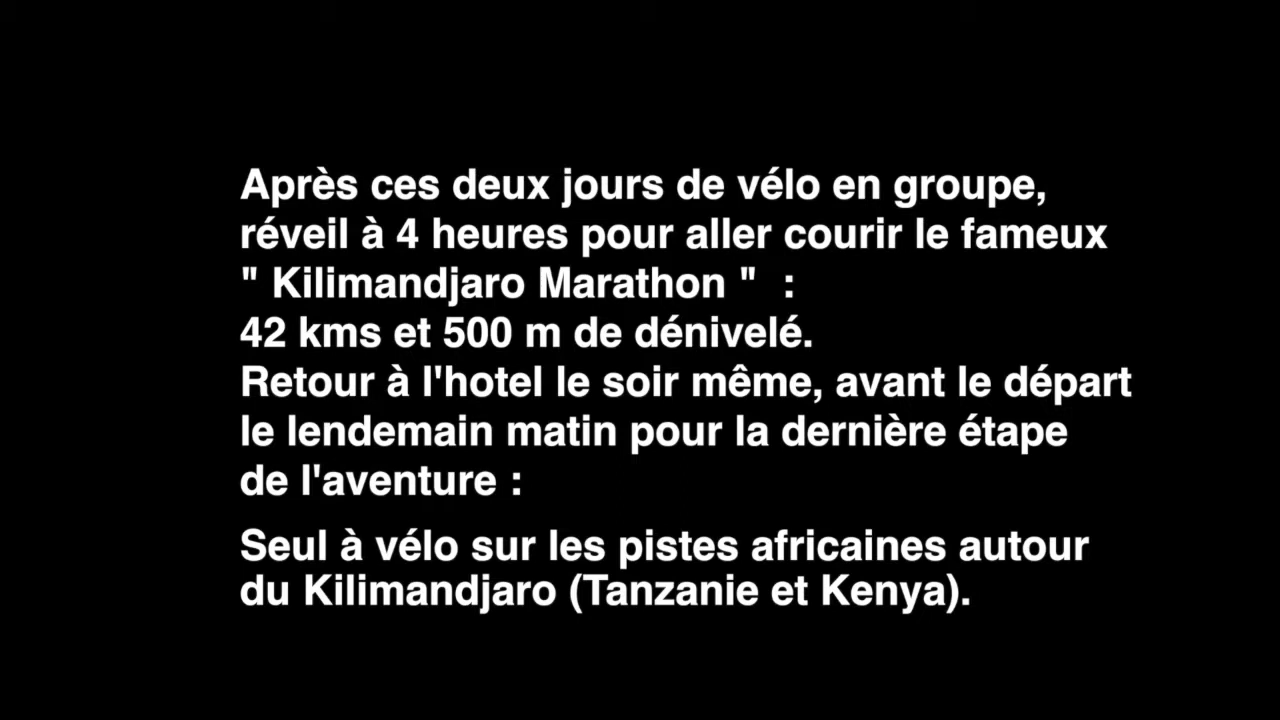 Après ces deux jours de vélo en groupe,
réveil à 4 heures pour aller courir le fameux
" Kilimandjaro Marathon "  :
42 kms et 500 m de dénivelé.
Retour à l'hotel le soir même, avant le départ
le lendemain matin pour la dernière étape
de l'aventure :
Seul à vélo sur les pistes africaines autour
du Kilimandjaro (Tanzanie et Kenya).